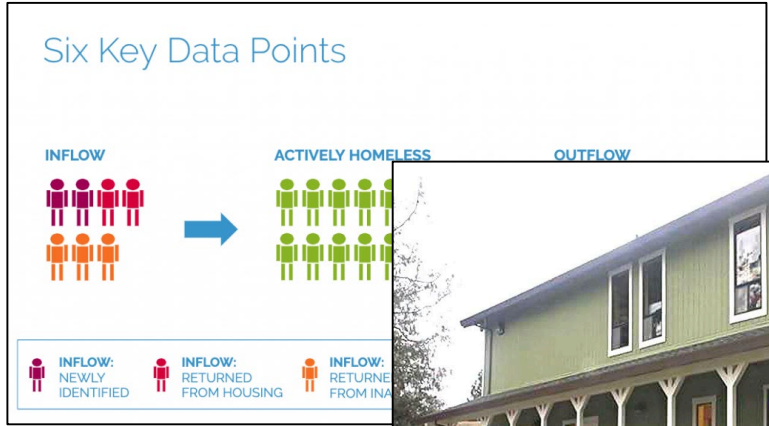 Six Key Data Points
INFLOW
ACTIVELY HOMELESS
OUTFLOW
INFLOW:
NEWLY
IDENTIFIED
INFLOW:
RETURNED
FROM HOUSING
INFLOW:
RETURNE
FROM INA